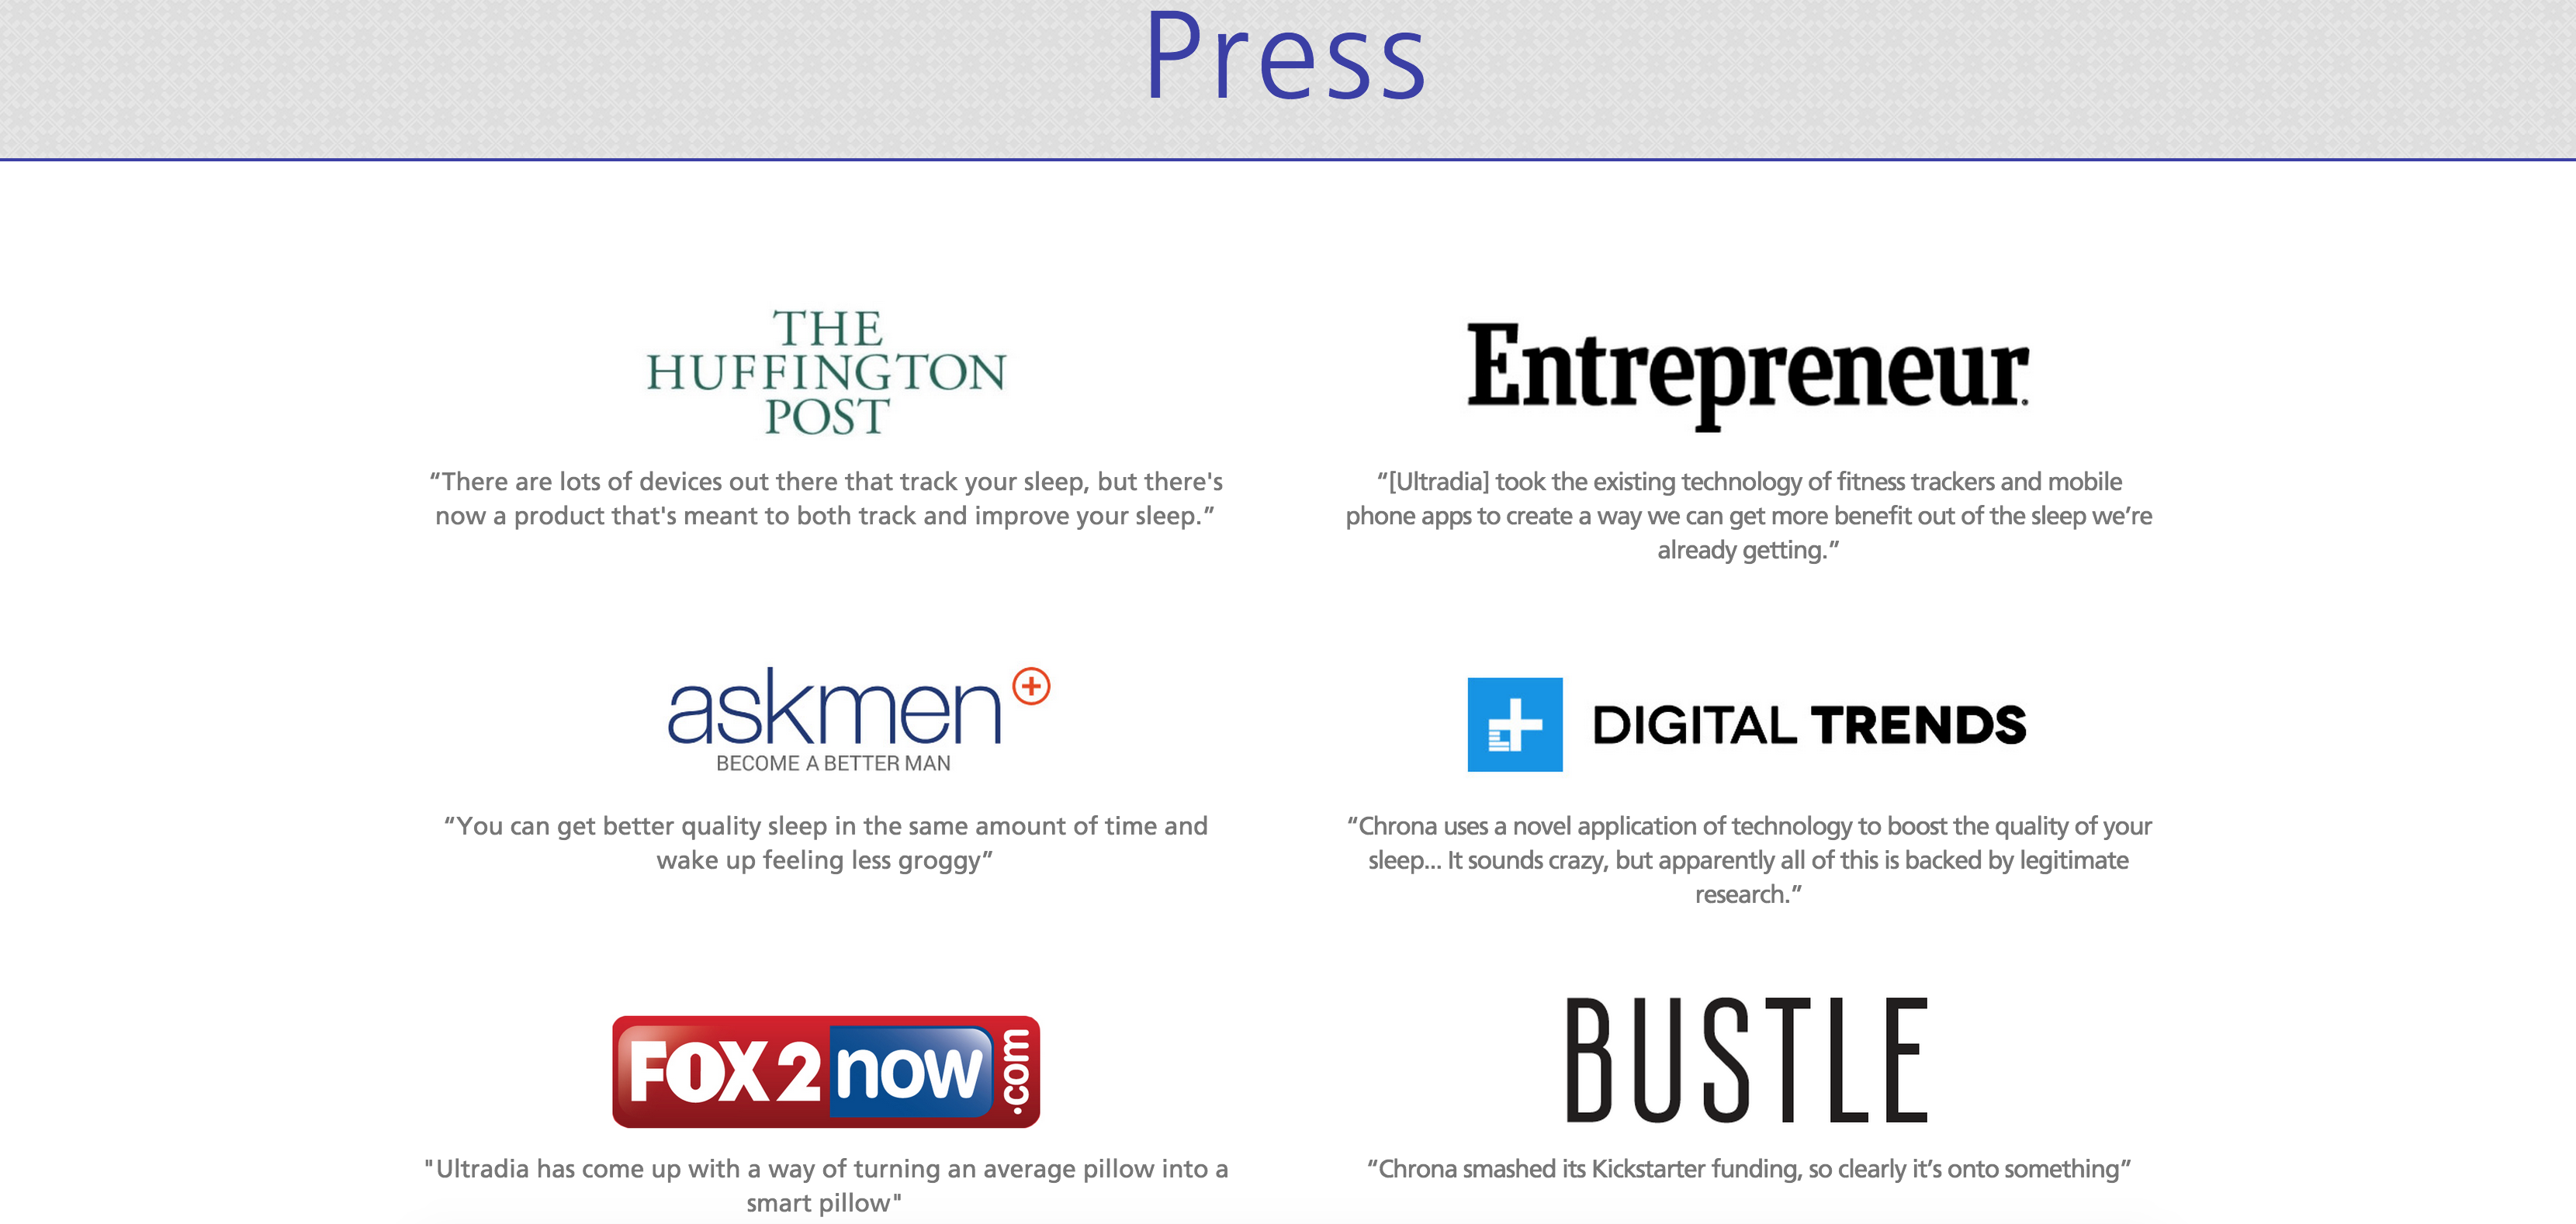 Press
THE
HUFFINGTON
POST
“There are lots of devices out there that track your sleep, but there's
now a product that's meant to both track and improve your sleep.”
Entrepreneur.
“[Ultradia] took the existing technology of fitness trackers and mobile
phone apps to create a way we can get more benefit out of the sleep we’re
already getting.”
askmen
BECOME A BETTER MAN
“You can get better quality sleep in the same amount of time and
wake up feeling less groggy”
DIGITAL TRENDS
“Chrona uses a novel application of technology to boost the quality of your
sleep... It sounds crazy, but apparently all of this is backed by legitimate
research.”
FOX 2 now .com
"Ultradia has come up with a way of turning an average pillow into a
smart pillow"
BUSTLE
“Chrona smashed its Kickstarter funding, so clearly it’s onto something”